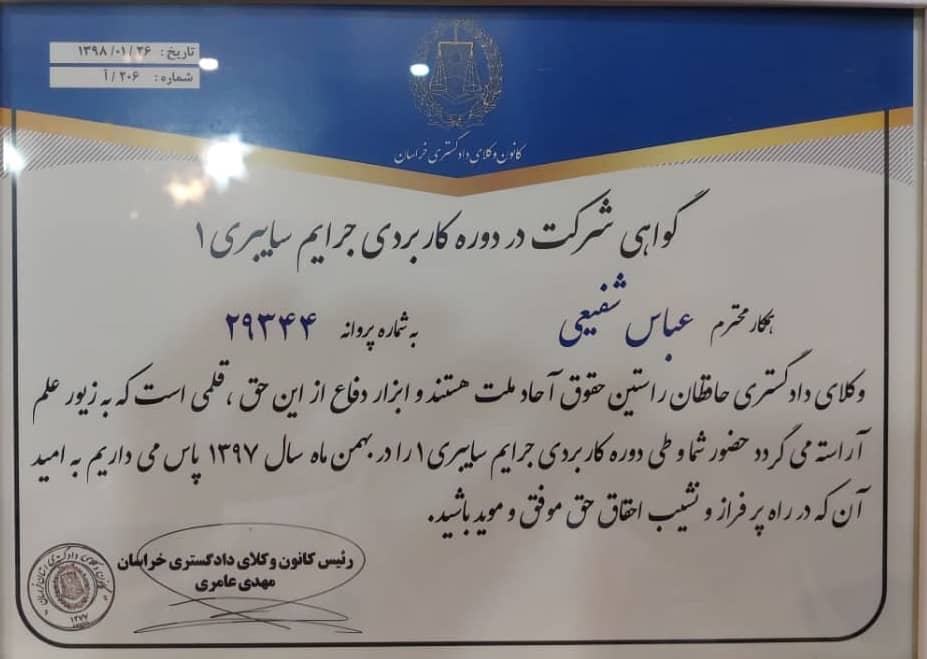 تاریخ: ۱۳۹۸/۰۱/۲۶
شماره: ۲۰۶/آ
کانون وکلای دادگستری خراسان
گواهی شرکت در دوره کاربردی جرایم سایبری ۱
همکار محترم عباس شفیعی به شماره پروانه ۲۹۳۴۴
وکلای دادگستری حافظان راستین حقوق آحاد ملت هستند و ابزار دفاع از این حق ، قلمی است که به زیور علم
آراسته می گردد حضور شما و طی دوره کاربردی جرایم سایبری ۱ را در بهمن ماه سال ۱۳۹۷ پاس می داریم به امید
آن که در راه پر فراز و نشیب احقاق حق موفق و موید باشید.
رئیس کانون وکلای دادگستری خراسان
مهدی عامری